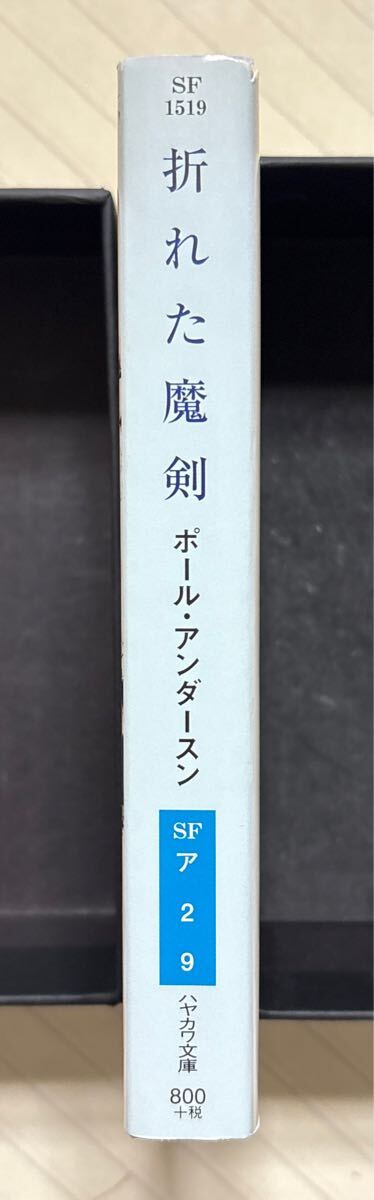 SF
1519
折れた魔剣
ポール・アンダースン
SF
ア
2
9
ハヤカワ文庫
800
+税